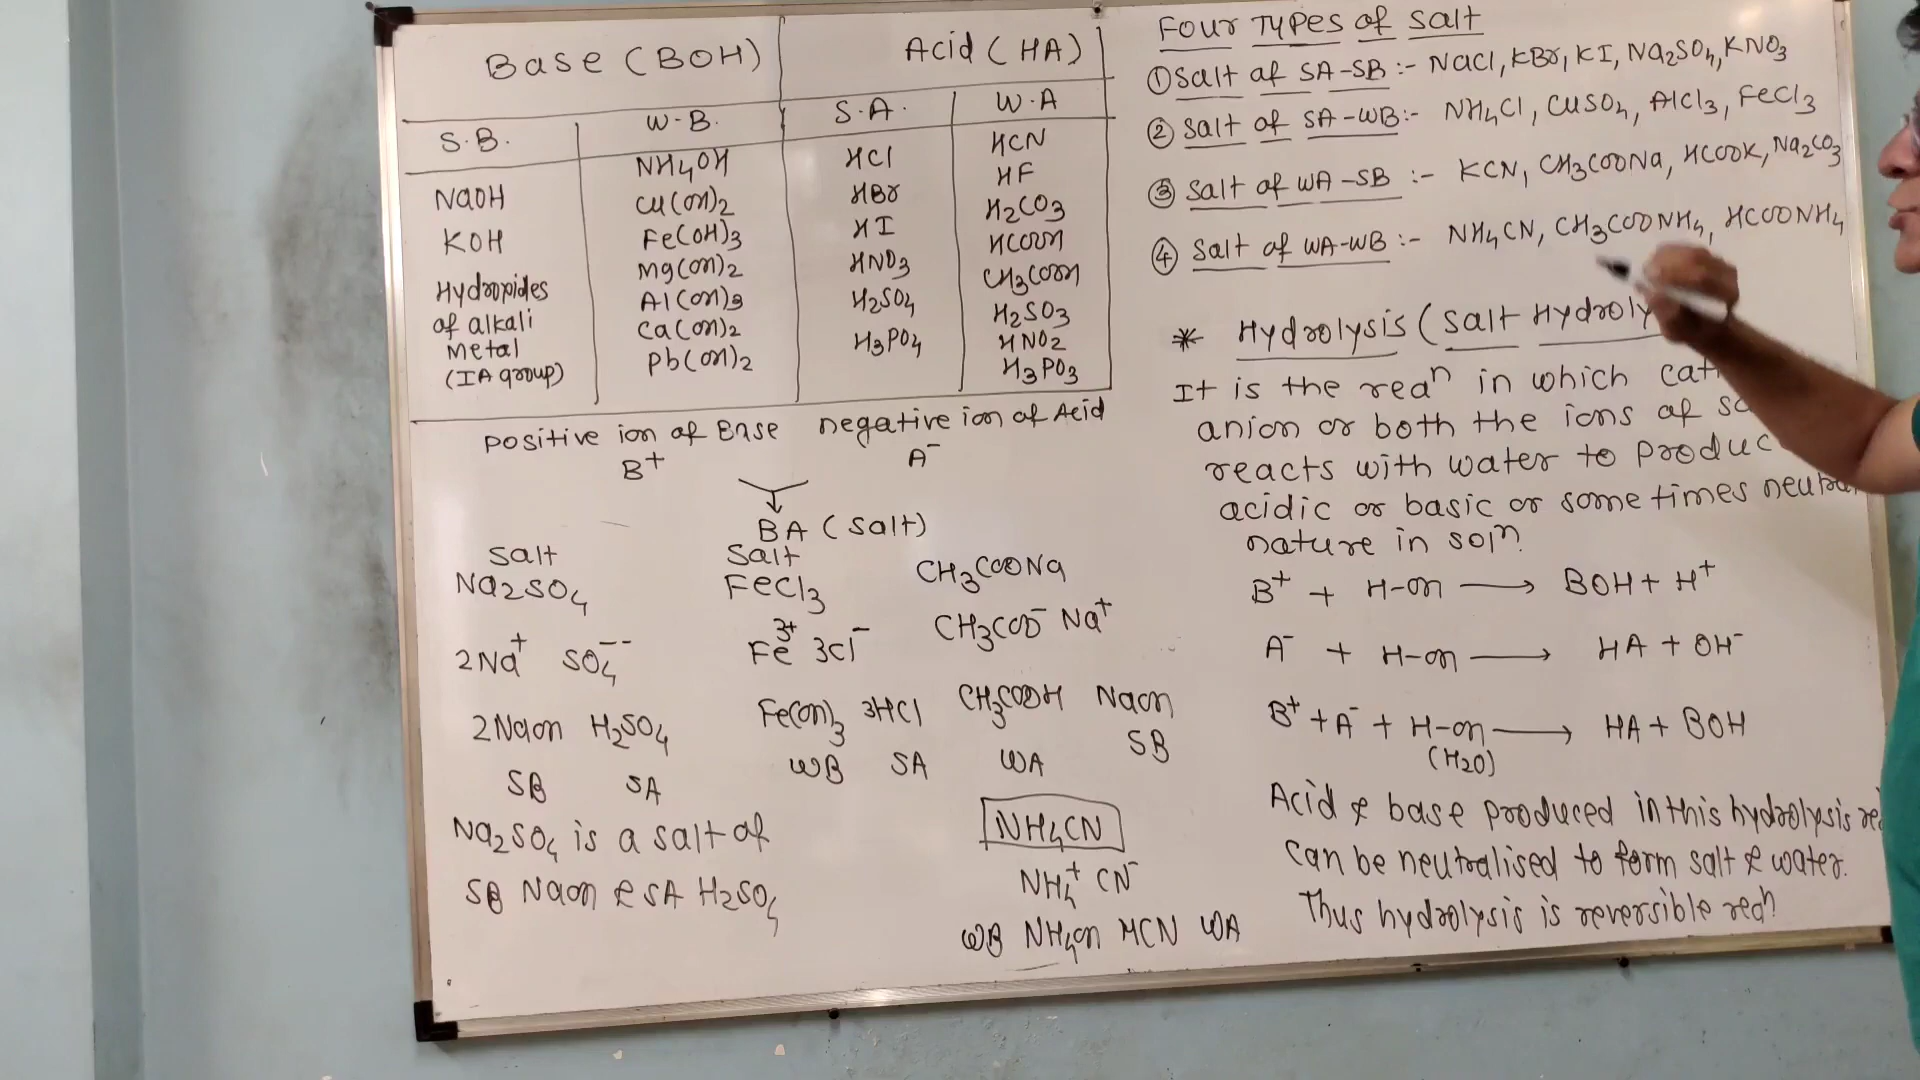 Base (BOH)
Acid (HA)
S.B.
W.B.
S.A.
W.A
NaOH
KOH
Hydroxides
of alkali
Metal
(IA group)
NH4OH
Cu(OH)2
Fe(OH)3
Mg(OH)2
Al(OH)3
Ca(OH)2
Pb(OH)2
HCl
HBr
HI
HNO3
H2SO4
H3PO4
HCN
HF
H2CO3
HCOOH
CH3COOH
H2SO3
HNO2
H3PO3
positive ion of Base
B+
negative ion of Acid
A-
BA (salt)
Salt
Na2SO4
2Na+ SO4--
2NaOH H2SO4
SB SA
Na2SO4 is a salt of
SB NaOH & SA H2SO4
Salt
FeCl3
Fe3+ 3Cl-
Fe(OH)3 3HCl
WB SA
CH3COONa
CH3COO- Na+
CH3COOH NaOH
WA SB
NH4CN
NH4+ CN-
WB NH4OH HCN WA
Four Types of Salt
① Salt of SA-SB :- NaCl, KBr, KI, Na2SO4, KNO3
② Salt of SA-WB :- NH4Cl, CuSO4, AlCl3, FeCl3
③ Salt of WA-SB :- KCN, CH3COONa, HCOOK, Na2CO3
④ Salt of WA-WB :- NH4CN, CH3COONH4, HCOONH4
* Hydrolysis (Salt Hydroly
It is the rean in which cat
anion or both the ions of s
reacts with water to produc
acidic or basic or sometimes neutra
nature in soln.
B+ + H-OH ⟶ BOH + H+
A- + H-OH ⟶ HA + OH-
B+ + A- + H-OH ⟶ HA + BOH
(H2O)
Acid & base produced in this hydrolysis re
can be neutralised to form salt & water.
Thus hydrolysis is reversible rean.